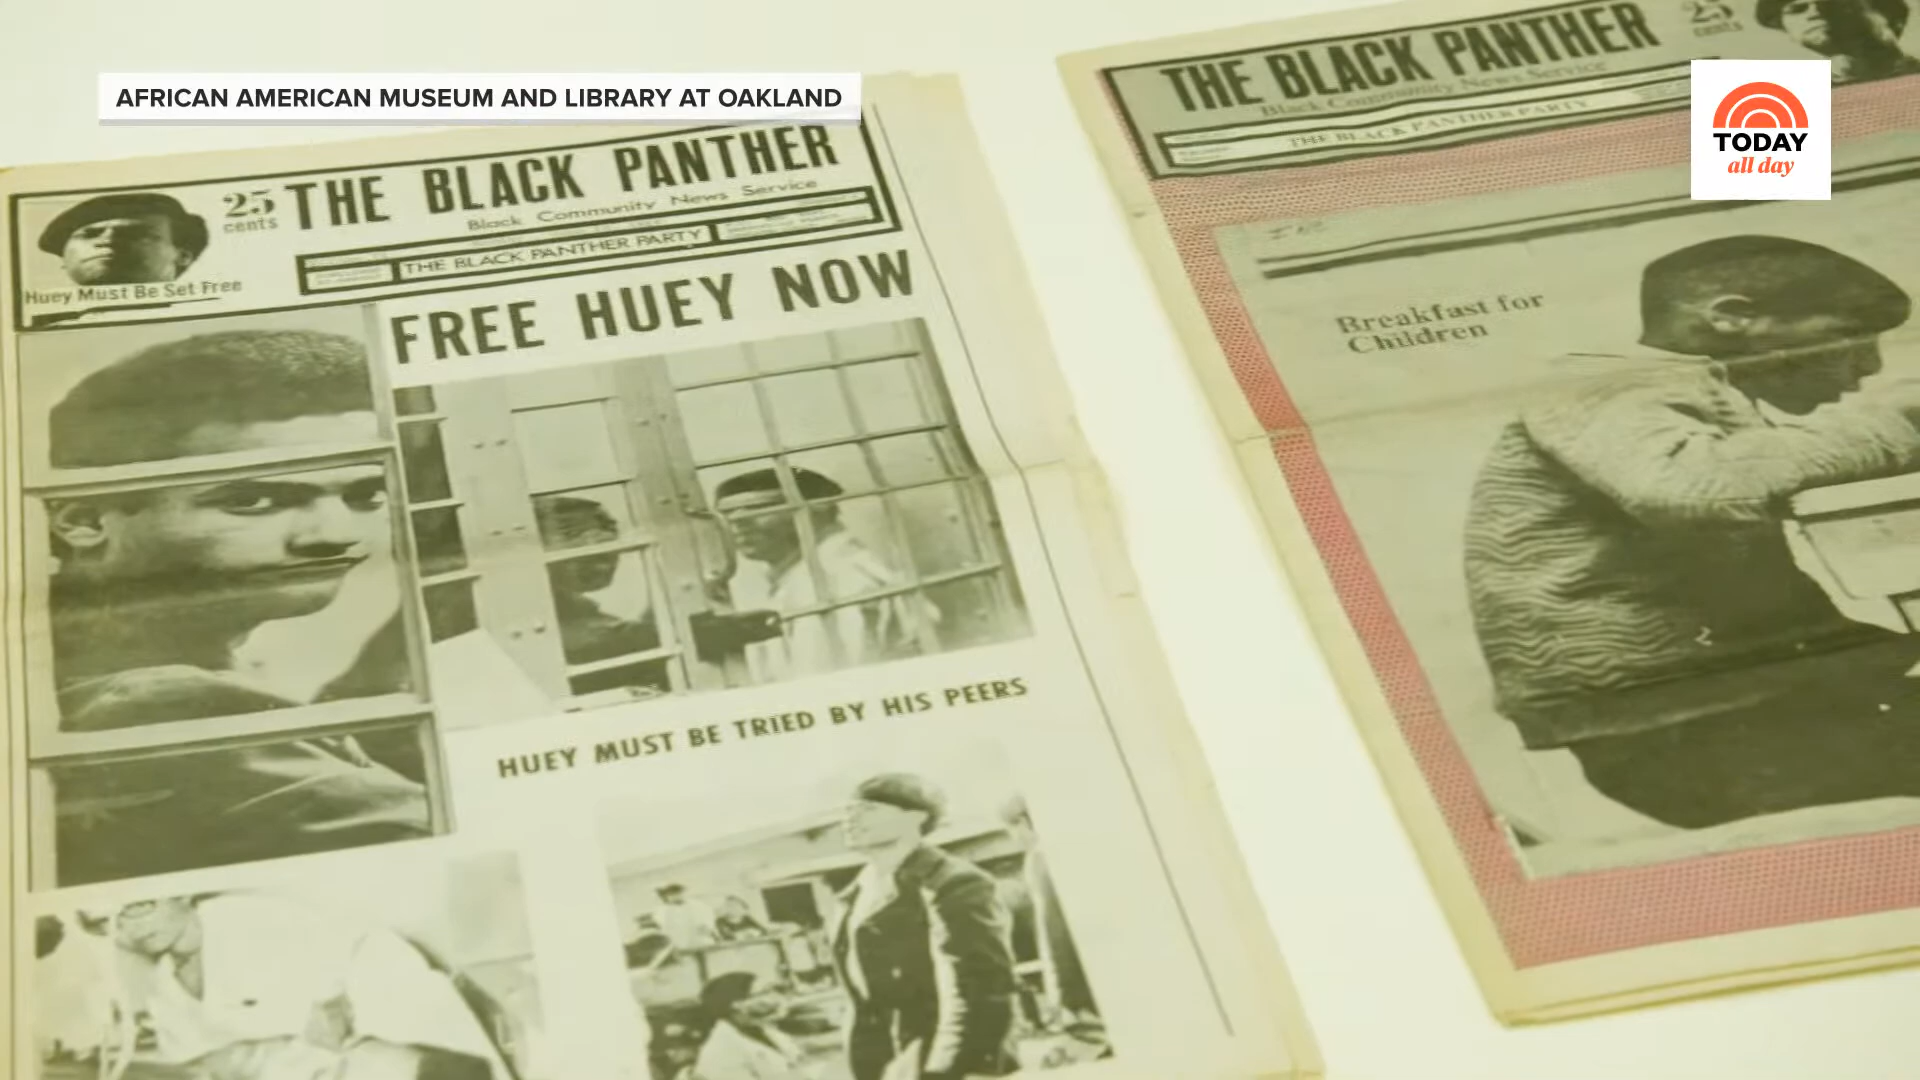 AFRICAN AMERICAN MUSEUM AND LIBRARY AT OAKLAND
TODAY
all day
25
cents
THE BLACK PANTHER
Black Community News Service
THE BLACK PANTHER PARTY
Huey Must Be Set Free
FREE HUEY NOW
HUEY MUST BE TRIED BY HIS PEERS
THE BLACK PANTHER
25
cents
Black Community News Service
THE BLACK PANTHER PARTY
Breakfast for
Children